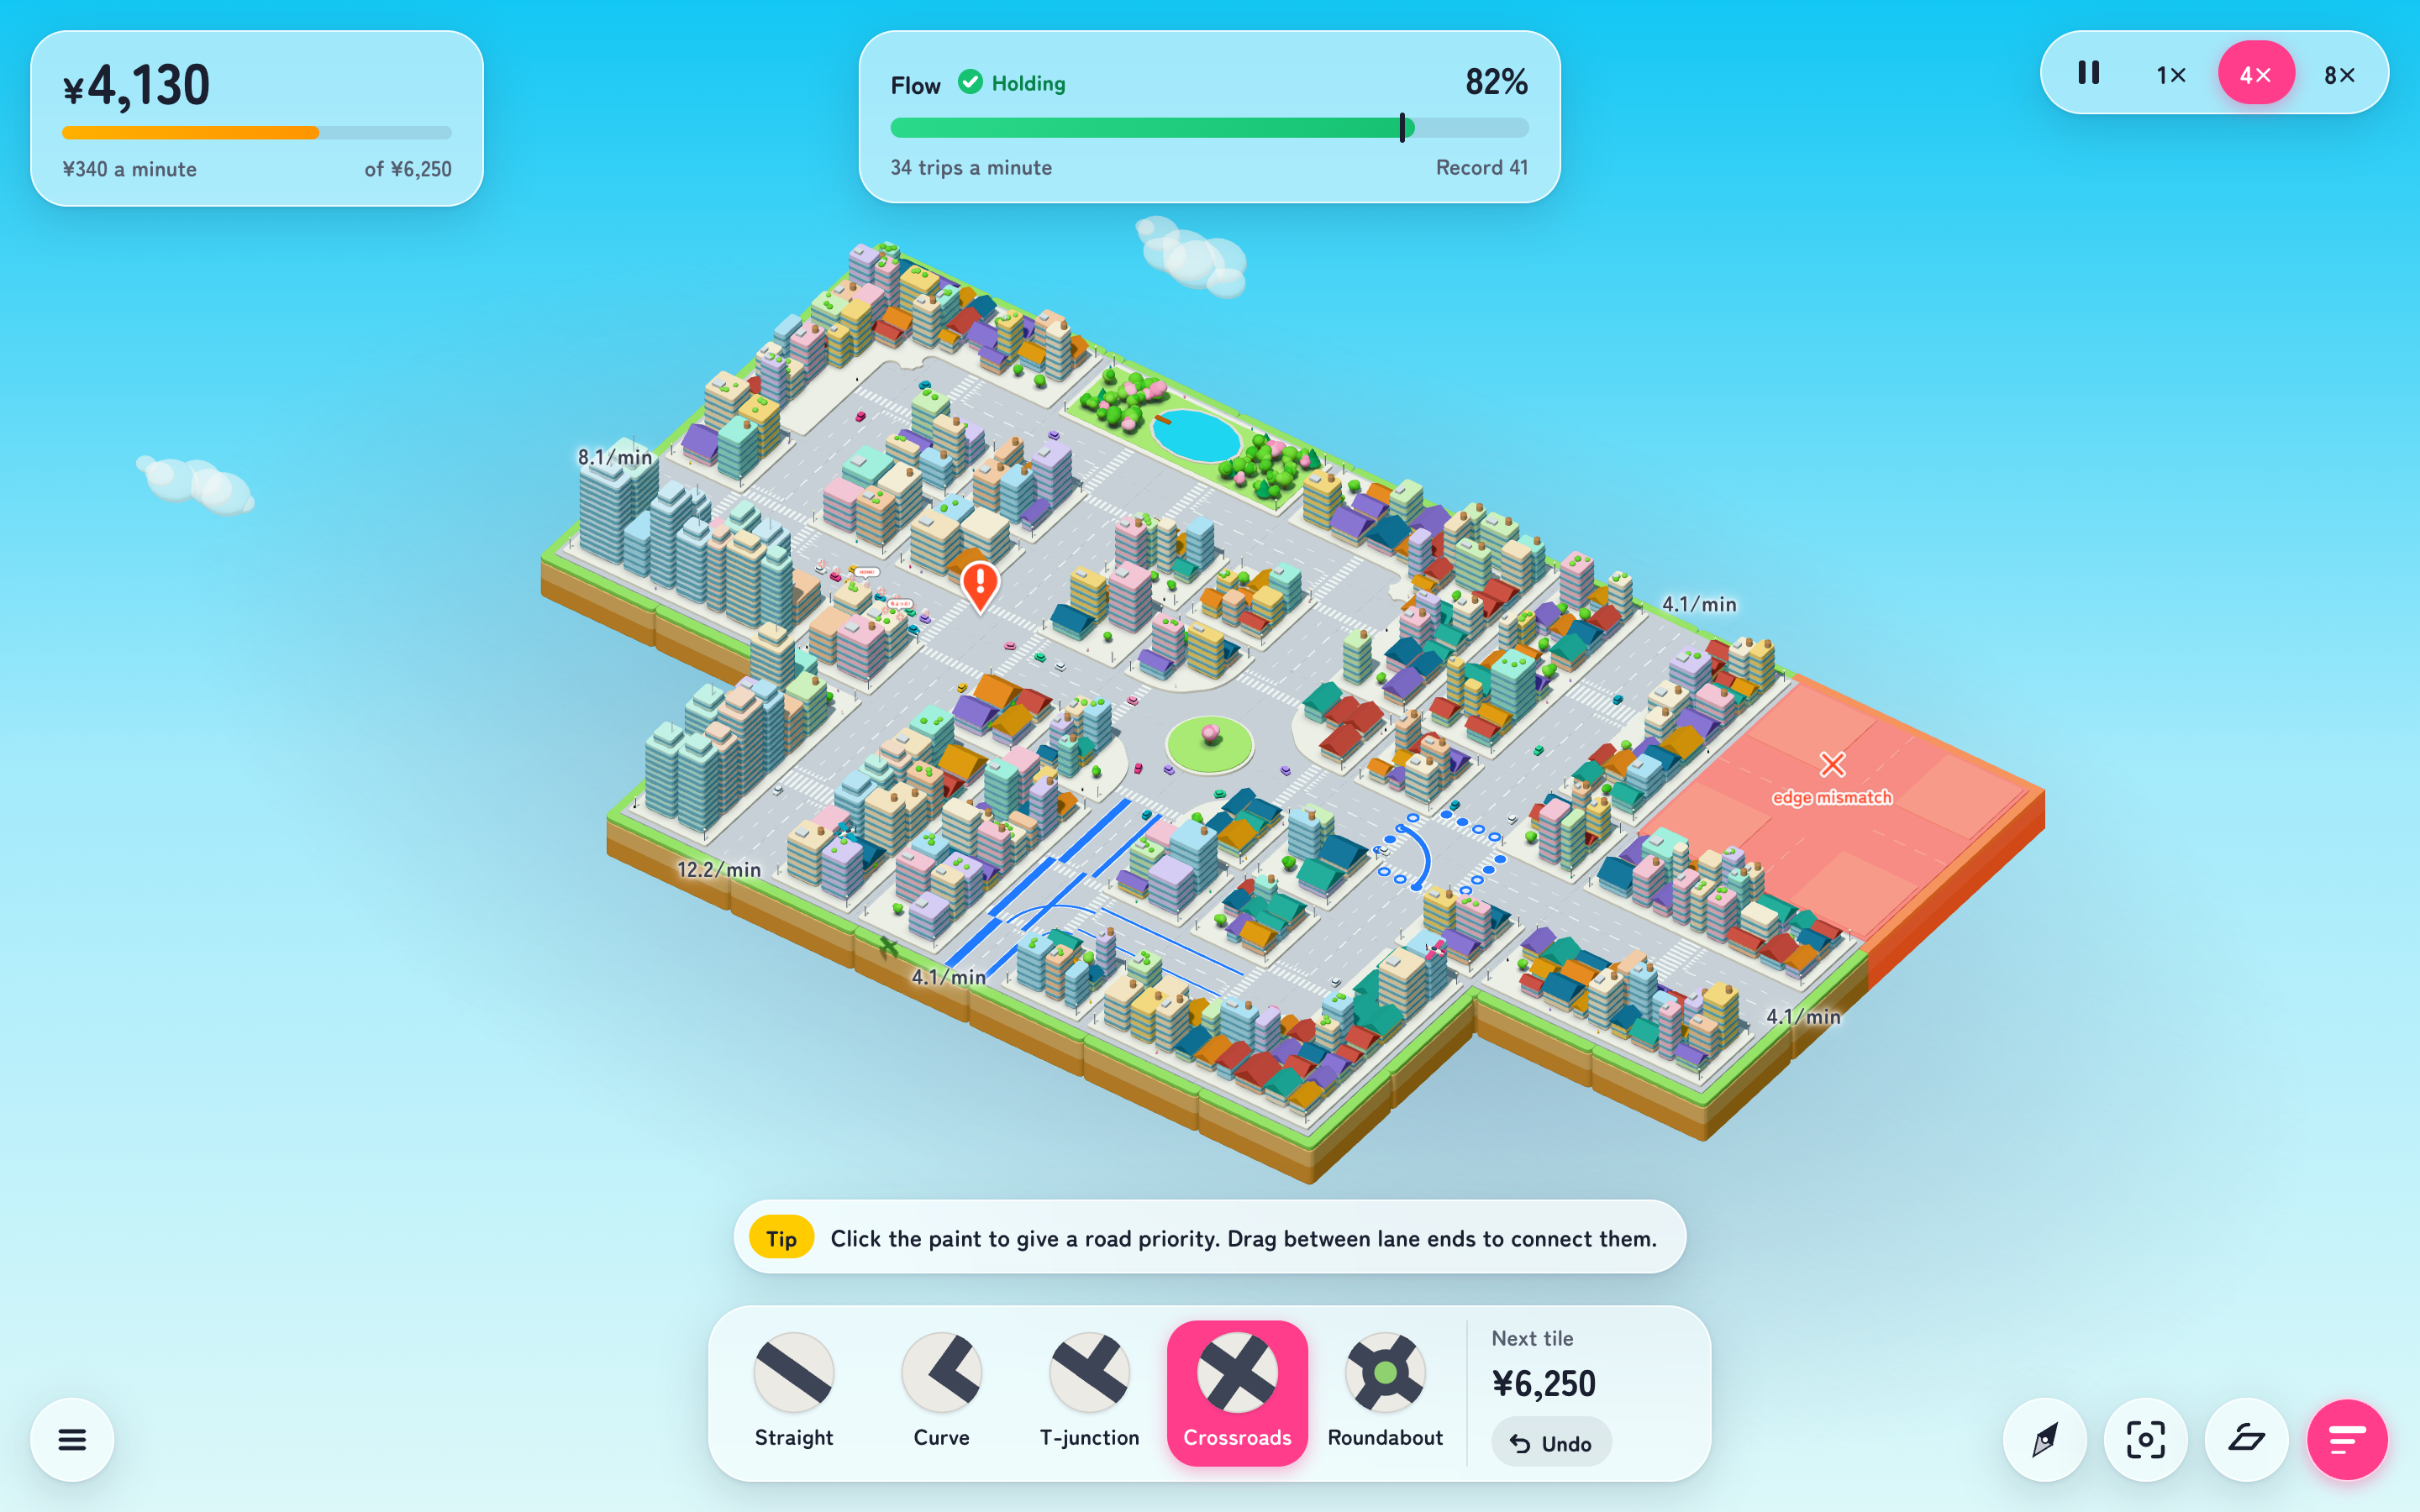 ¥4,130
¥340 a minute
of ¥6,250
Flow
Holding
82%
34 trips a minute
Record 41
1×
4×
8×
8.1/min
4.1/min
edge mismatch
12.2/min
4.1/min
4.1/min
Tip
Click the paint to give a road priority. Drag between lane ends to connect them.
Straight
Curve
T-junction
Crossroads
Roundabout
Next tile
¥6,250
Undo